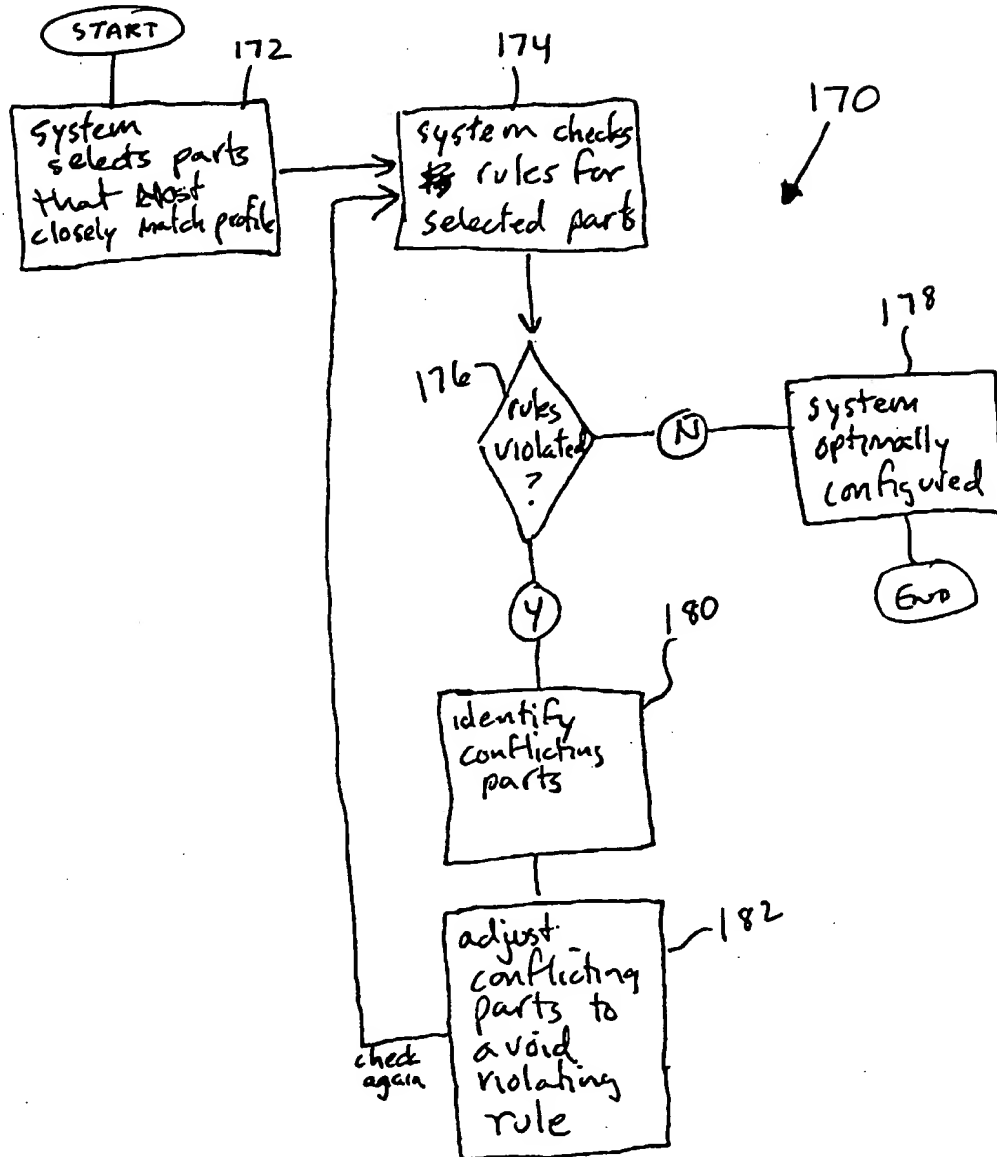 START
172
system
selects parts
that most
closely match profile
174
system checks
rules for
selected parts
170
176
rules
violated
?
N
178
system
optimally
configured
END
Y
180
identify
conflicting
parts
182
adjust
conflicting
parts to
avoid
violating
rule
check
again